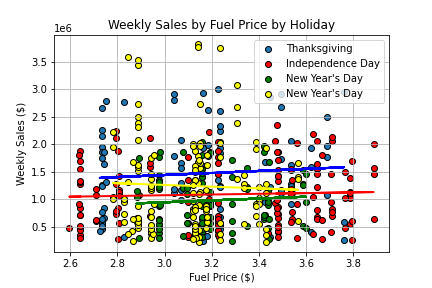 Weekly Sales by Fuel Price by Holiday
1e6
Thanksgiving
Independence Day
New Year's Day
New Year's Day
3.5
3.0
2.5
2.0
1.5
1.0
0.5
Weekly Sales ($)
2.6 2.8 3.0 3.2 3.4 3.6 3.8
Fuel Price ($)